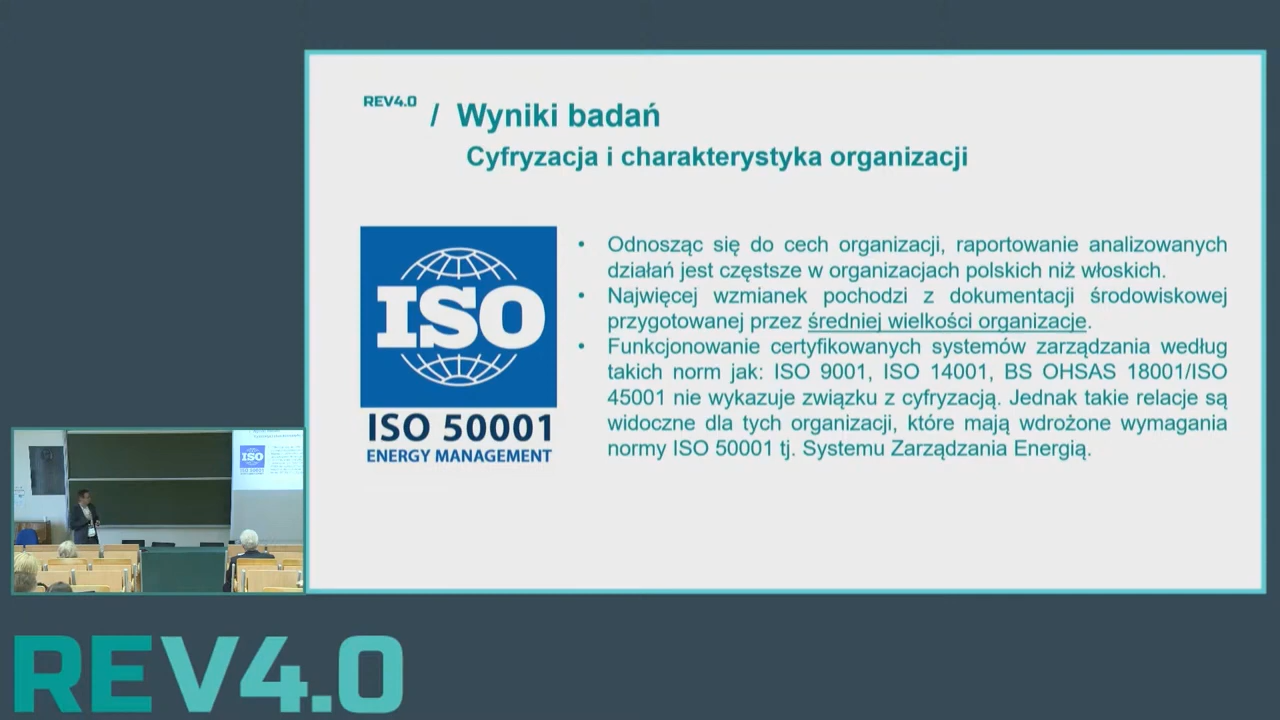 REV4.0
/ Wyniki badań
Cyfryzacja i charakterystyka organizacji
ISO
ISO 50001
ENERGY MANAGEMENT
• Odnosząc się do cech organizacji, raportowanie analizowanych
działań jest częstsze w organizacjach polskich niż włoskich.
• Najwięcej wzmianek pochodzi z dokumentacji środowiskowej
przygotowanej przez średniej wielkości organizacje.
• Funkcjonowanie certyfikowanych systemów zarządzania według
takich norm jak: ISO 9001, ISO 14001, BS OHSAS 18001/ISO
45001 nie wykazuje związku z cyfryzacją. Jednak takie relacje są
widoczne dla tych organizacji, które mają wdrożone wymagania
normy ISO 50001 tj. Systemu Zarządzania Energią.
ISO
REV4.0